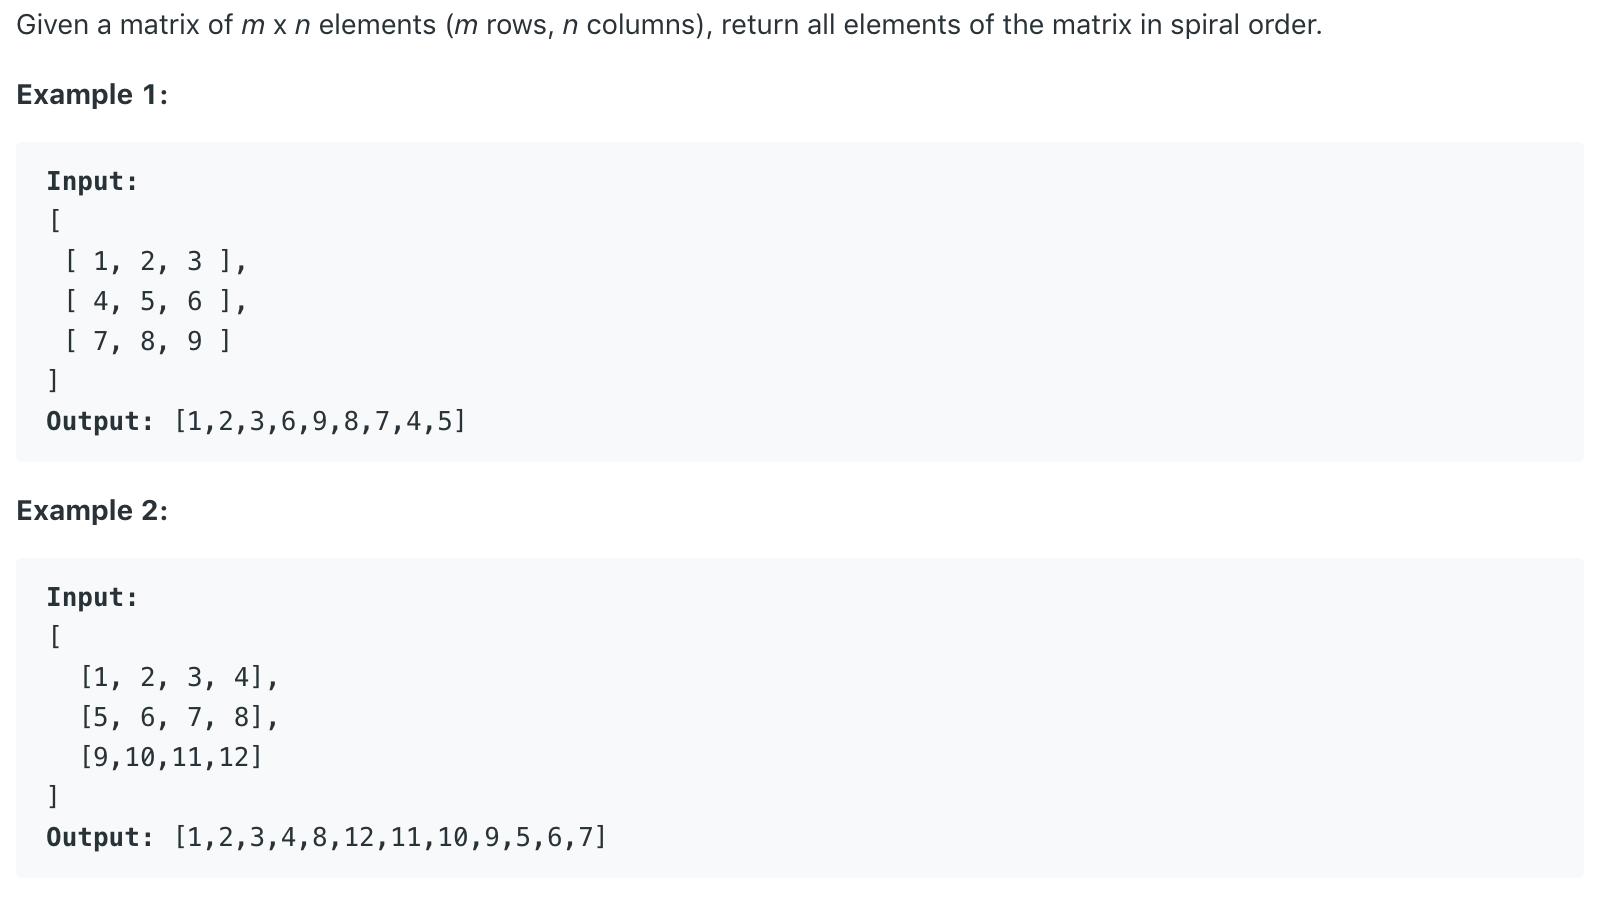 Given a matrix of m x n elements (m rows, n columns), return all elements of the matrix in spiral order.
Example 1:
Input:
[
 [ 1, 2, 3 ],
 [ 4, 5, 6 ],
 [ 7, 8, 9 ]
]
Output: [1,2,3,6,9,8,7,4,5]
Example 2:
Input:
[
  [1, 2, 3, 4],
  [5, 6, 7, 8],
  [9,10,11,12]
]
Output: [1,2,3,4,8,12,11,10,9,5,6,7]